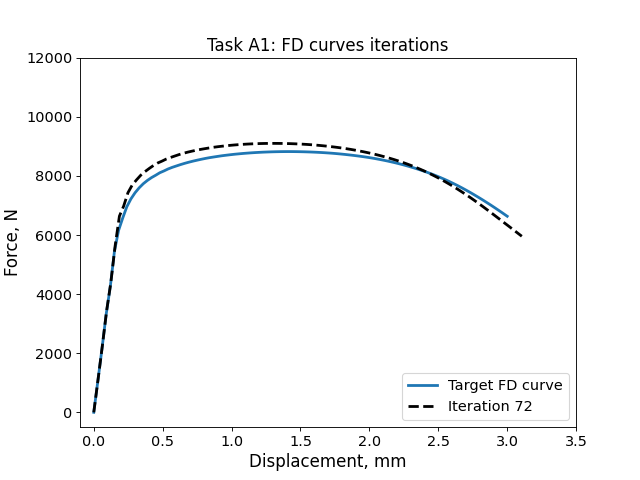 Task A1: FD curves iterations
12000
10000
8000
6000
4000
2000
0
Force, N
0.0 0.5 1.0 1.5 2.0 2.5 3.0 3.5
Displacement, mm
Target FD curve
Iteration 72